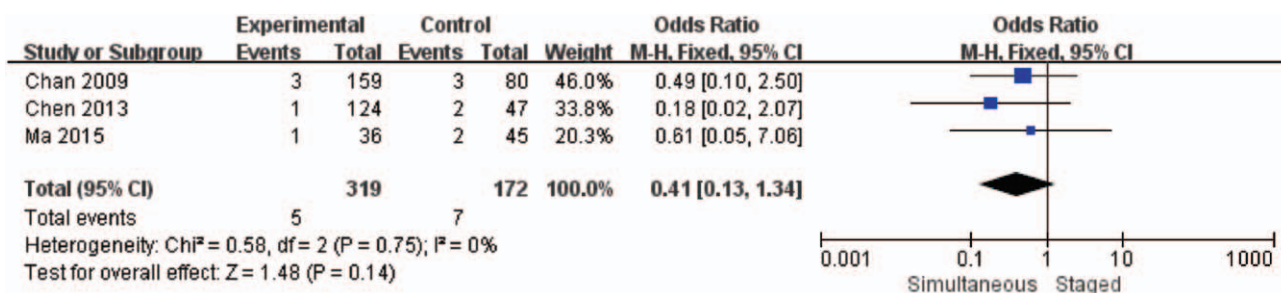 Experimental Control Odds Ratio Odds Ratio
Study or Subgroup Events Total Events Total Weight M-H, Fixed, 95% CI M-H, Fixed, 95% CI
Chan 2009 3 159 3 80 46.0% 0.49 [0.10, 2.50]
Chen 2013 1 124 2 47 33.8% 0.18 [0.02, 2.07]
Ma 2015 1 36 2 45 20.3% 0.61 [0.05, 7.06]
Total (95% CI) 319 172 100.0% 0.41 [0.13, 1.34]
Total events 5 7
Heterogeneity: Chi² = 0.58, df = 2 (P = 0.75); I² = 0%
Test for overall effect: Z = 1.48 (P = 0.14)
0.001 0.1 1 10 1000
Simultaneous Staged